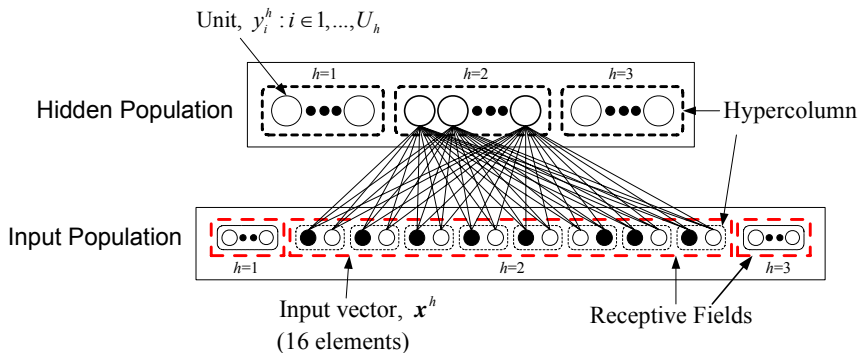 Unit, y_i^h : i ∈ 1,...,U_h
h=1
h=2
h=3
Hidden Population
Hypercolumn
Input Population
h=1
h=2
h=3
Input vector, x^h
(16 elements)
Receptive Fields